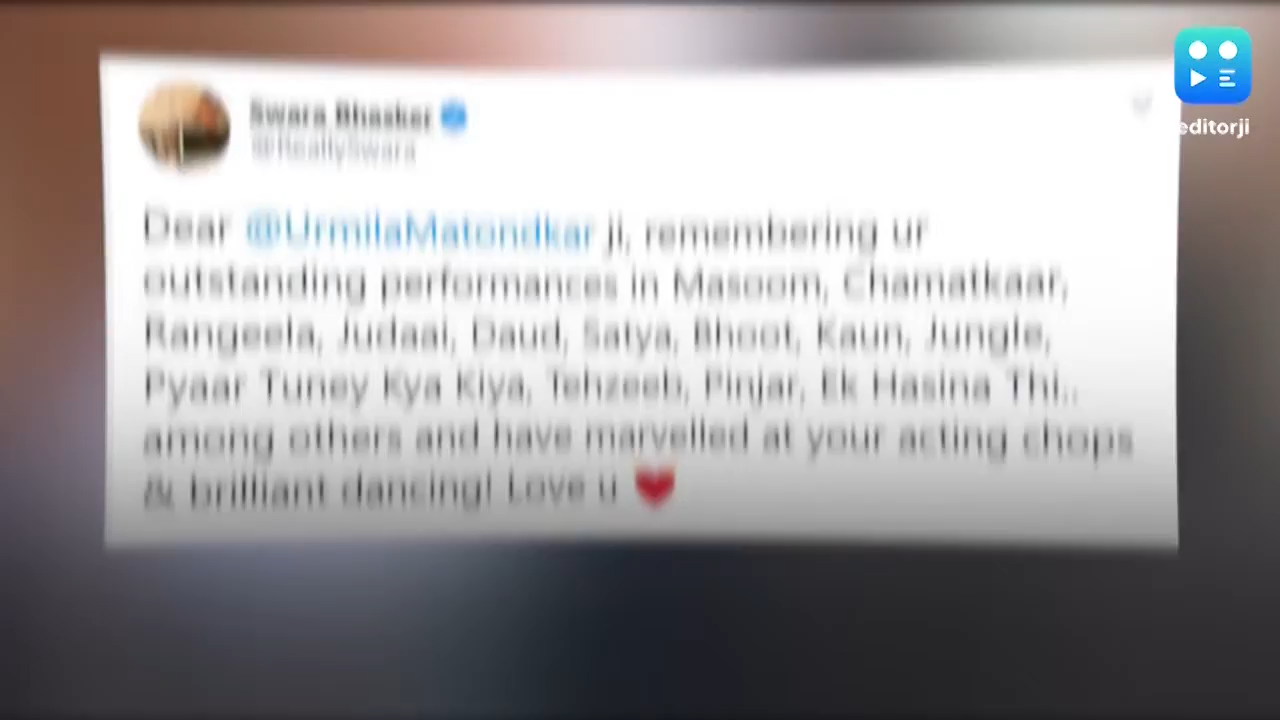 editorji
Swara Bhasker
@ReallySwara
Dear @UrmilaMatondkar ji, remembering ur
outstanding performances in Masoom, Chamatkaar,
Rangeela, Judaai, Daud, Satya, Bhoot, Kaun, Jungle,
Pyaar Tuney Kya Kiya, Tehzeeb, Pinjar, Ek Hasina Thi..
among others and have marvelled at your acting chops
& brilliant dancing! Love u ❤